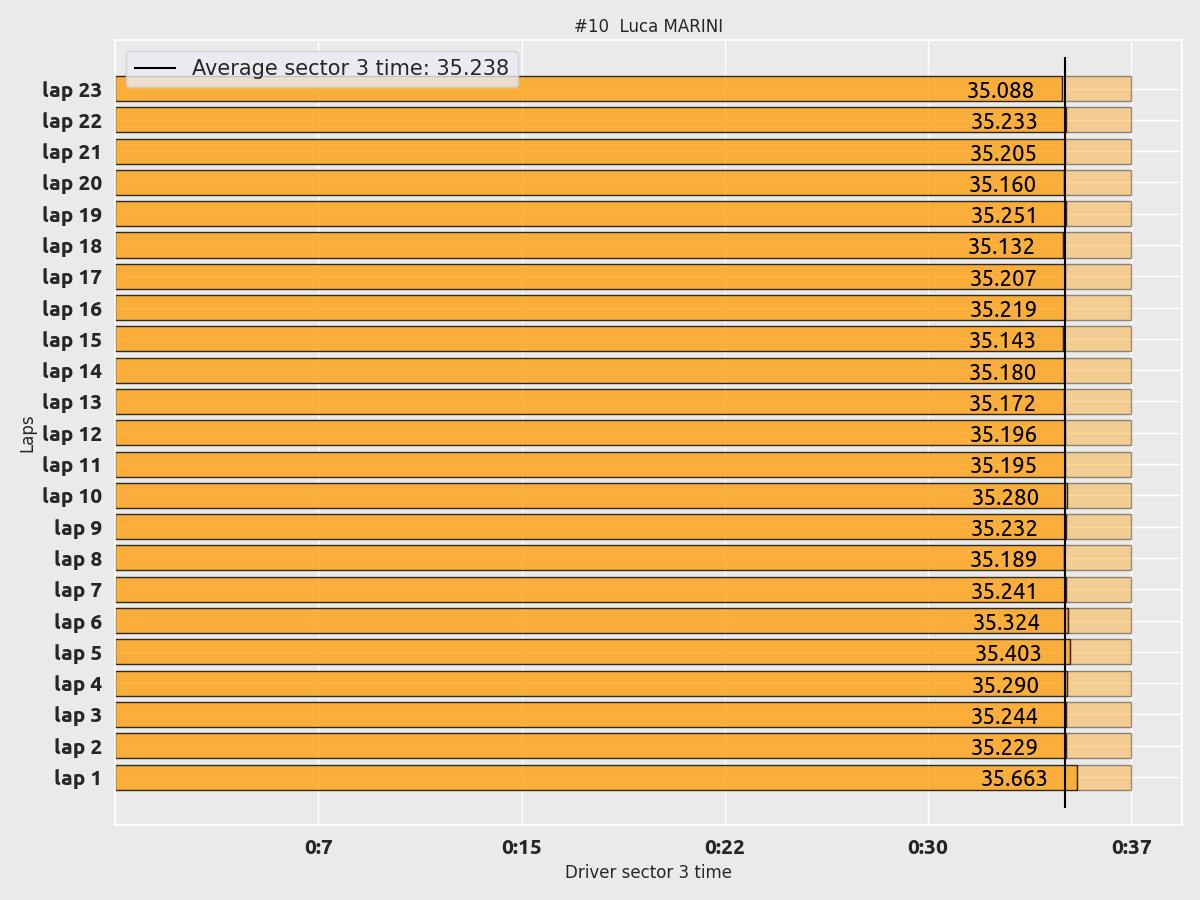 #10  Luca MARINI
Average sector 3 time: 35.238
lap 23 35.088
lap 22 35.233
lap 21 35.205
lap 20 35.160
lap 19 35.251
lap 18 35.132
lap 17 35.207
lap 16 35.219
lap 15 35.143
lap 14 35.180
lap 13 35.172
lap 12 35.196
lap 11 35.195
lap 10 35.280
lap 9 35.232
lap 8 35.189
lap 7 35.241
lap 6 35.324
lap 5 35.403
lap 4 35.290
lap 3 35.244
lap 2 35.229
lap 1 35.663
Laps
0:7 0:15 0:22 0:30 0:37
Driver sector 3 time